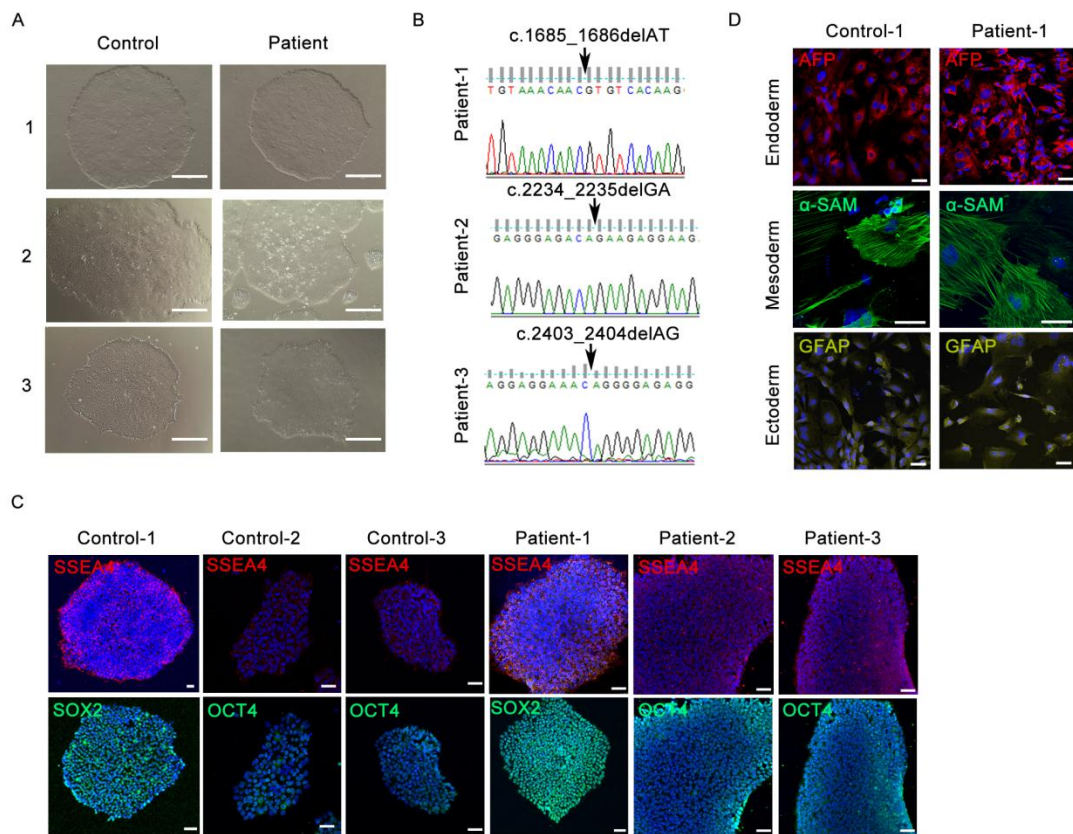 A
Control
Patient
1
2
3
B
c.1685_1686delAT
Patient-1
TGTAAACAACGTGTCACAAG
c.2234_2235delGA
Patient-2
GAGGGAGACAGAAGAGGAAG
c.2403_2404delAG
Patient-3
AGGAGGAAACAGGGGAGAGG
D
Control-1
Patient-1
Endoderm
AFP
AFP
Mesoderm
α-SAM
α-SAM
Ectoderm
GFAP
GFAP
C
Control-1
Control-2
Control-3
Patient-1
Patient-2
Patient-3
SSEA4
SSEA4
SSEA4
SSEA4
SSEA4
SSEA4
SOX2
OCT4
OCT4
SOX2
OCT4
OCT4